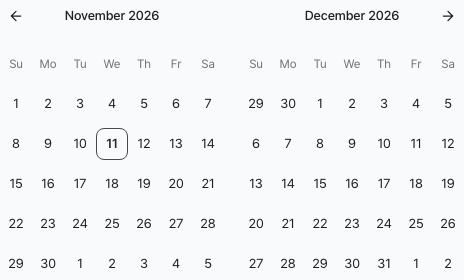 November 2026
Su Mo Tu We Th Fr Sa
1 2 3 4 5 6 7
8 9 10 11 12 13 14
15 16 17 18 19 20 21
22 23 24 25 26 27 28
29 30 1 2 3 4 5
December 2026
Su Mo Tu We Th Fr Sa
29 30 1 2 3 4 5
6 7 8 9 10 11 12
13 14 15 16 17 18 19
20 21 22 23 24 25 26
27 28 29 30 31 1 2